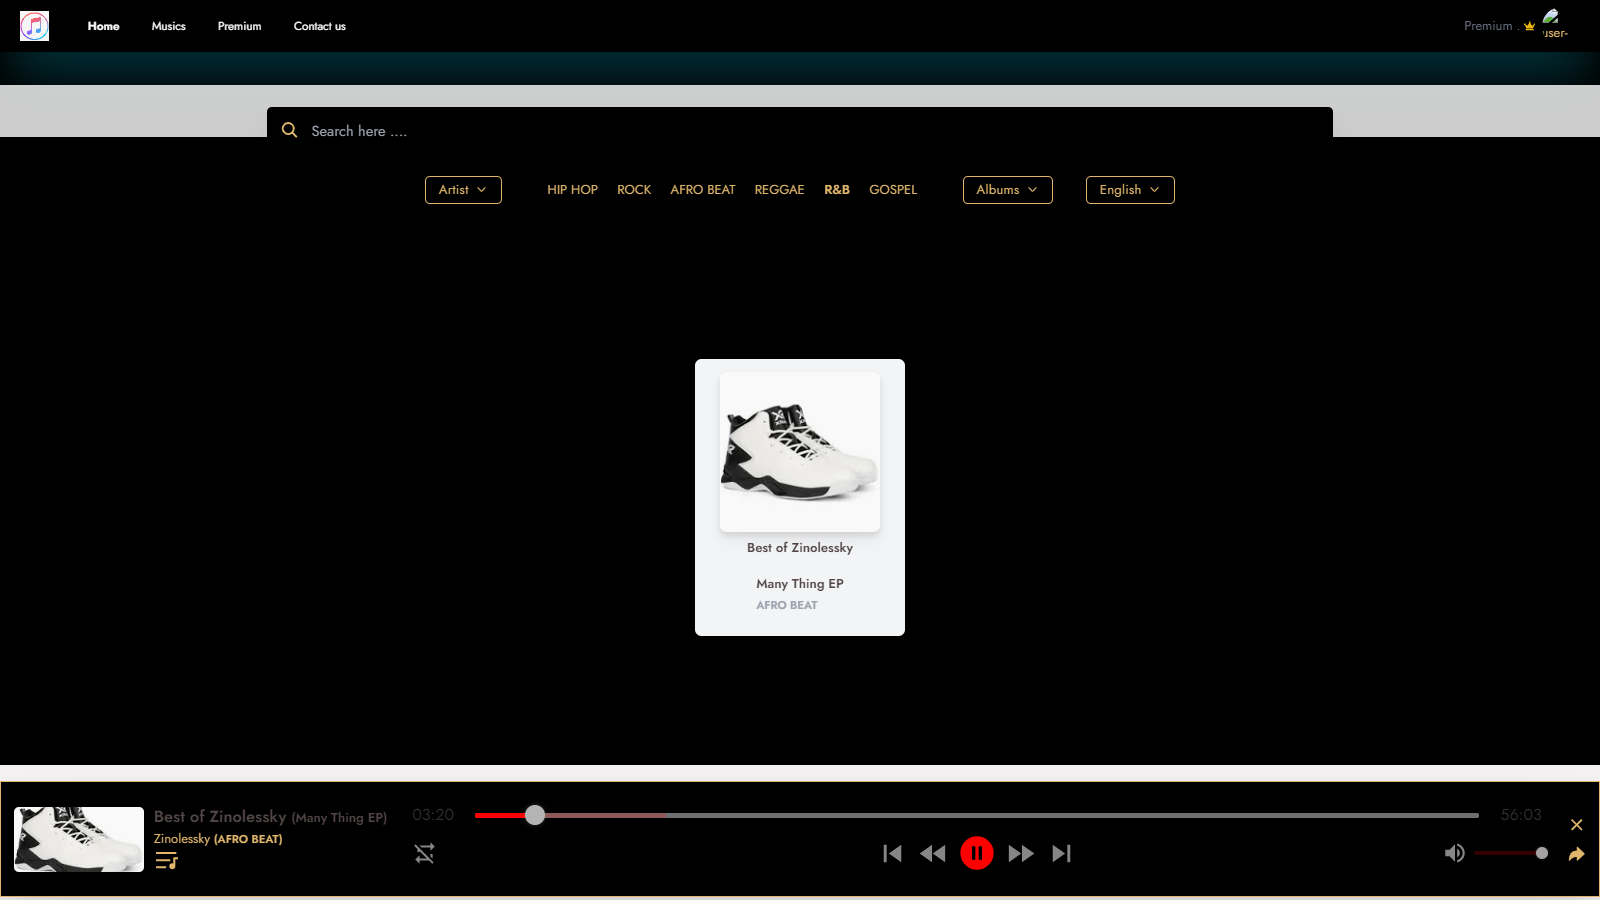 Home Musics Premium Contact us Premium .
user-
Search here ....
Artist HIP HOP ROCK AFRO BEAT REGGAE R&B GOSPEL Albums English
Best of Zinolessky
Many Thing EP
AFRO BEAT
Best of Zinolessky (Many Thing EP) 03:20 56:03
Zinolessky (AFRO BEAT)